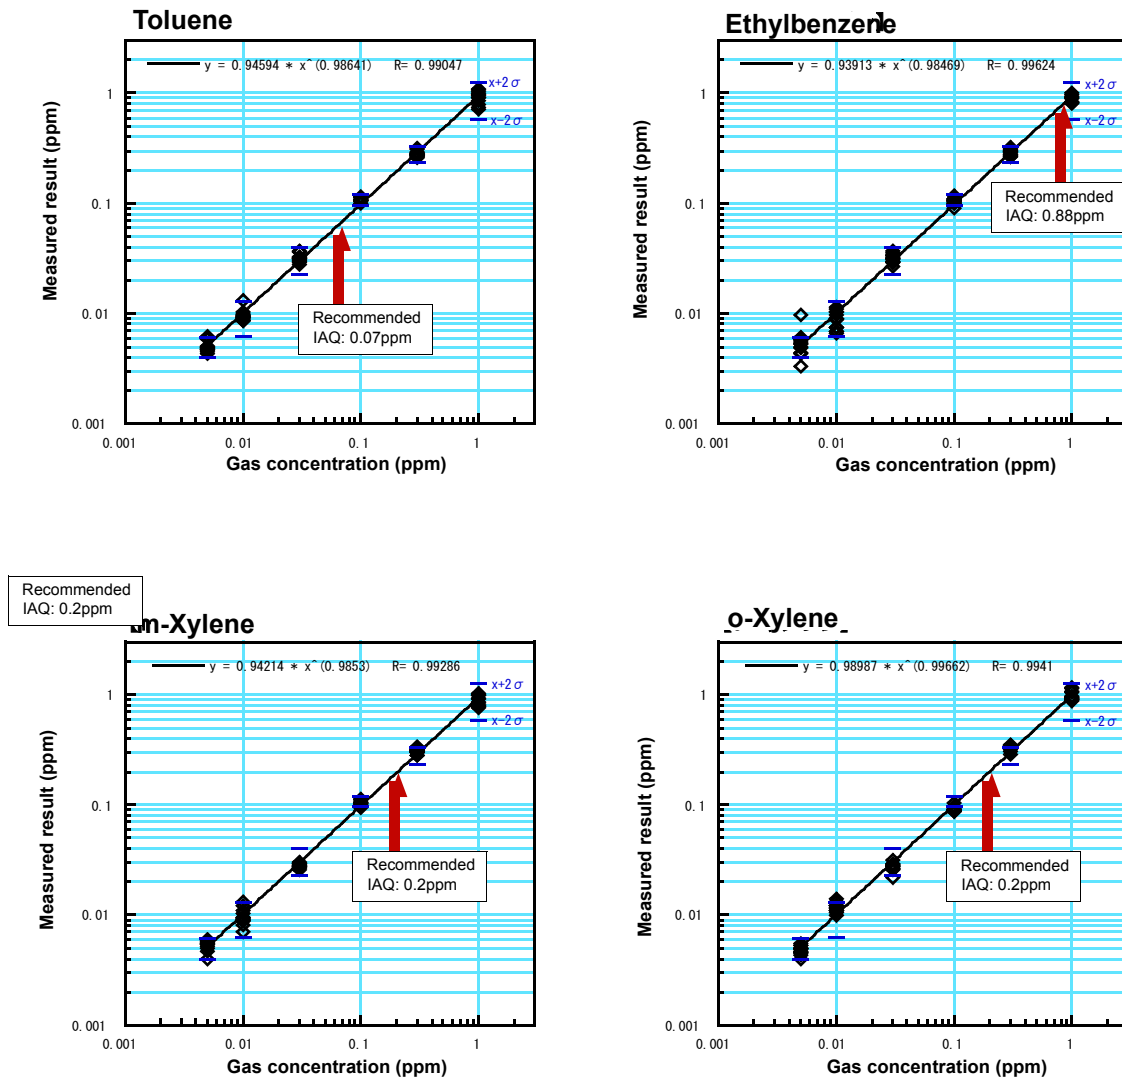 Toluene
y = 0.94594 * x^(0.98641) R= 0.99047
x+2σ
x-2σ
1
0.1
0.01
0.001
Measured result (ppm)
Recommended
IAQ: 0.07ppm
0.001 0.01 0.1 1
Gas concentration (ppm)
Ethylbenzene
y = 0.93913 * x^(0.98469) R= 0.99624
x+2σ
x-2σ
1
0.1
0.01
0.001
Measured result (ppm)
Recommended
IAQ: 0.88ppm
0.001 0.01 0.1 1
Gas concentration (ppm)
Recommended
IAQ: 0.2ppm
m-Xylene
y = 0.94214 * x^(0.9853) R= 0.99286
x+2σ
x-2σ
1
0.1
0.01
0.001
Measured result (ppm)
Recommended
IAQ: 0.2ppm
0.001 0.01 0.1 1
Gas concentration (ppm)
o-Xylene
y = 0.98987 * x^(0.99662) R= 0.9941
x+2σ
x-2σ
1
0.1
0.01
0.001
Measured result (ppm)
Recommended
IAQ: 0.2ppm
0.001 0.01 0.1 1
Gas concentration (ppm)